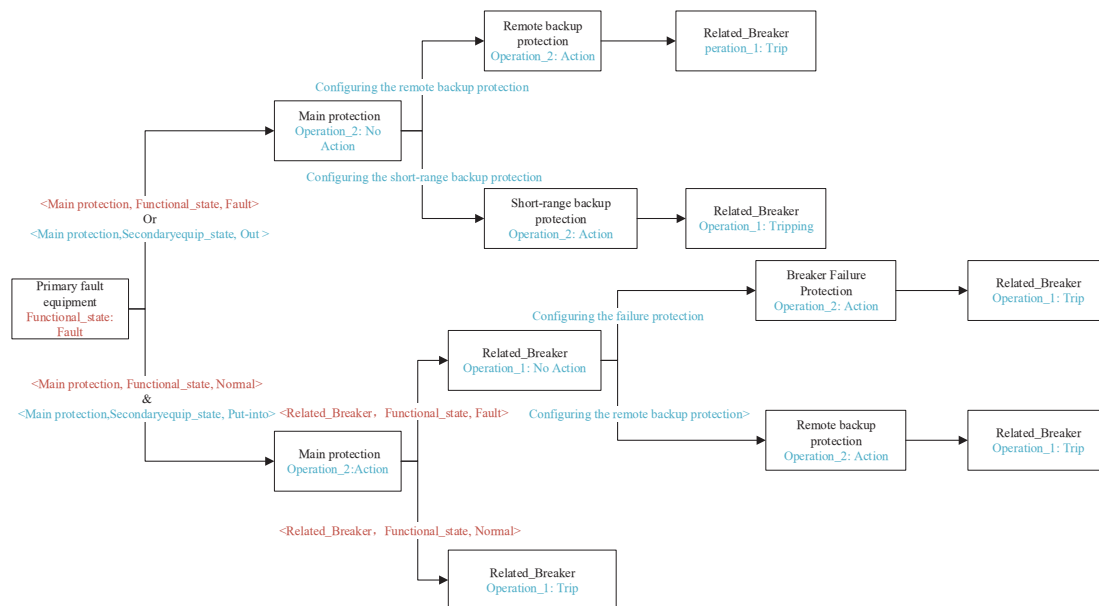 Remote backup
protection
Operation_2: Action
Related_Breaker
peration_1: Trip
Configuring the remote backup protection
Main protection
Operation_2: No
Action
Configuring the short-range backup protection
Short-range backup
protection
Operation_2: Action
Related_Breaker
Operation_1: Tripping
<Main protection, Functional_state, Fault>
Or
<Main protection,Secondaryequip_state, Out >
Primary fault
equipment
Functional_state:
Fault
Breaker Failure
Protection
Operation_2: Action
Related_Breaker
Operation_1: Trip
Configuring the failure protection
Related_Breaker
Operation_1: No Action
<Main protection, Functional_state, Normal>
&
<Main protection,Secondaryequip_state, Put-into>
<Related_Breaker，Functional_state, Fault>
Configuring the remote backup protection>
Remote backup
protection
Operation_2: Action
Related_Breaker
Operation_1: Trip
Main protection
Operation_2:Action
<Related_Breaker，Functional_state, Normal>
Related_Breaker
Operation_1: Trip